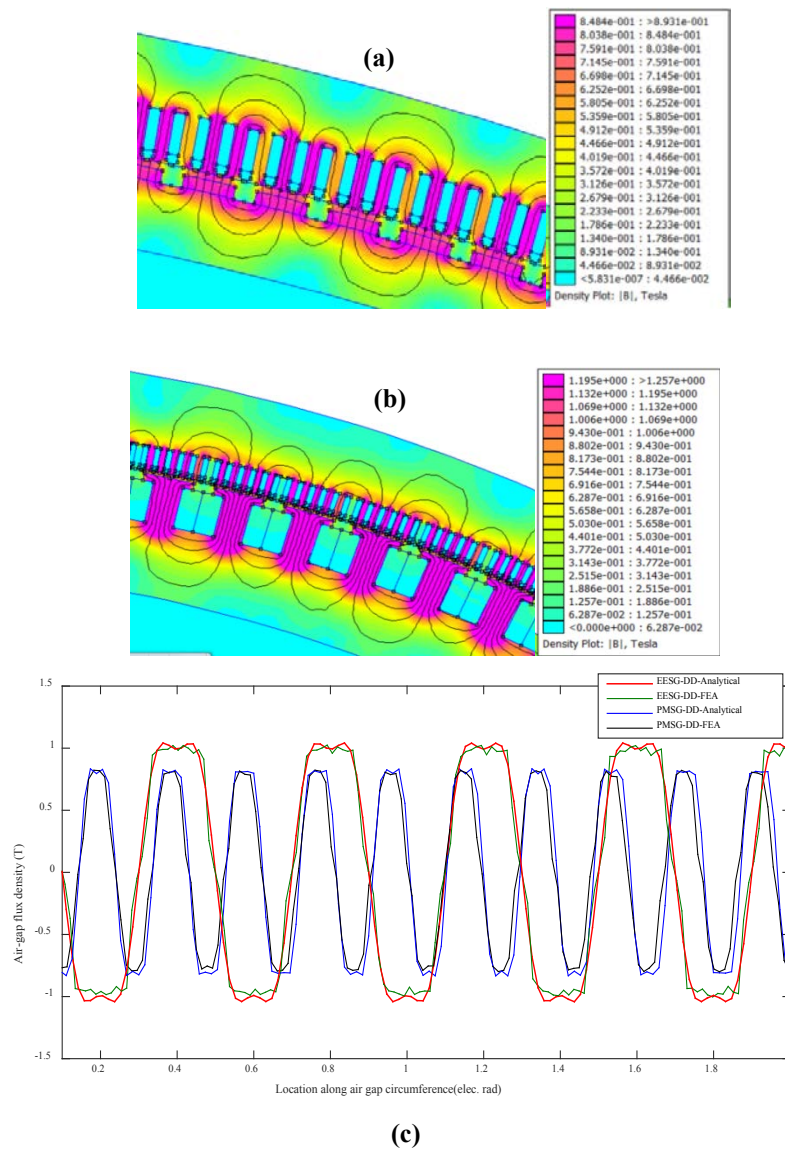 (a)
8.484e-001 : >8.931e-001
8.038e-001 : 8.484e-001
7.591e-001 : 8.038e-001
7.145e-001 : 7.591e-001
6.698e-001 : 7.145e-001
6.252e-001 : 6.698e-001
5.805e-001 : 6.252e-001
5.359e-001 : 5.805e-001
4.912e-001 : 5.359e-001
4.466e-001 : 4.912e-001
4.019e-001 : 4.466e-001
3.572e-001 : 4.019e-001
3.126e-001 : 3.572e-001
2.679e-001 : 3.126e-001
2.233e-001 : 2.679e-001
1.786e-001 : 2.233e-001
1.340e-001 : 1.786e-001
8.931e-002 : 1.340e-001
4.466e-002 : 8.931e-002
<5.831e-007 : 4.466e-002
Density Plot: |B|, Tesla
(b)
1.195e+000 : >1.257e+000
1.132e+000 : 1.195e+000
1.069e+000 : 1.132e+000
1.006e+000 : 1.069e+000
9.430e-001 : 1.006e+000
8.802e-001 : 9.430e-001
8.173e-001 : 8.802e-001
7.544e-001 : 8.173e-001
6.916e-001 : 7.544e-001
6.287e-001 : 6.916e-001
5.658e-001 : 6.287e-001
5.030e-001 : 5.658e-001
4.401e-001 : 5.030e-001
3.772e-001 : 4.401e-001
3.143e-001 : 3.772e-001
2.515e-001 : 3.143e-001
1.886e-001 : 2.515e-001
1.257e-001 : 1.886e-001
6.287e-002 : 1.257e-001
<0.000e+000 : 6.287e-002
Density Plot: |B|, Tesla
EESG-DD-Analytical
EESG-DD-FEA
PMSG-DD-Analytical
PMSG-DD-FEA
1.5
1
0.5
0
-0.5
-1
-1.5
Air-gap flux density (T)
0.2 0.4 0.6 0.8 1 1.2 1.4 1.6 1.8
Location along air gap circumference(elec. rad)
(c)